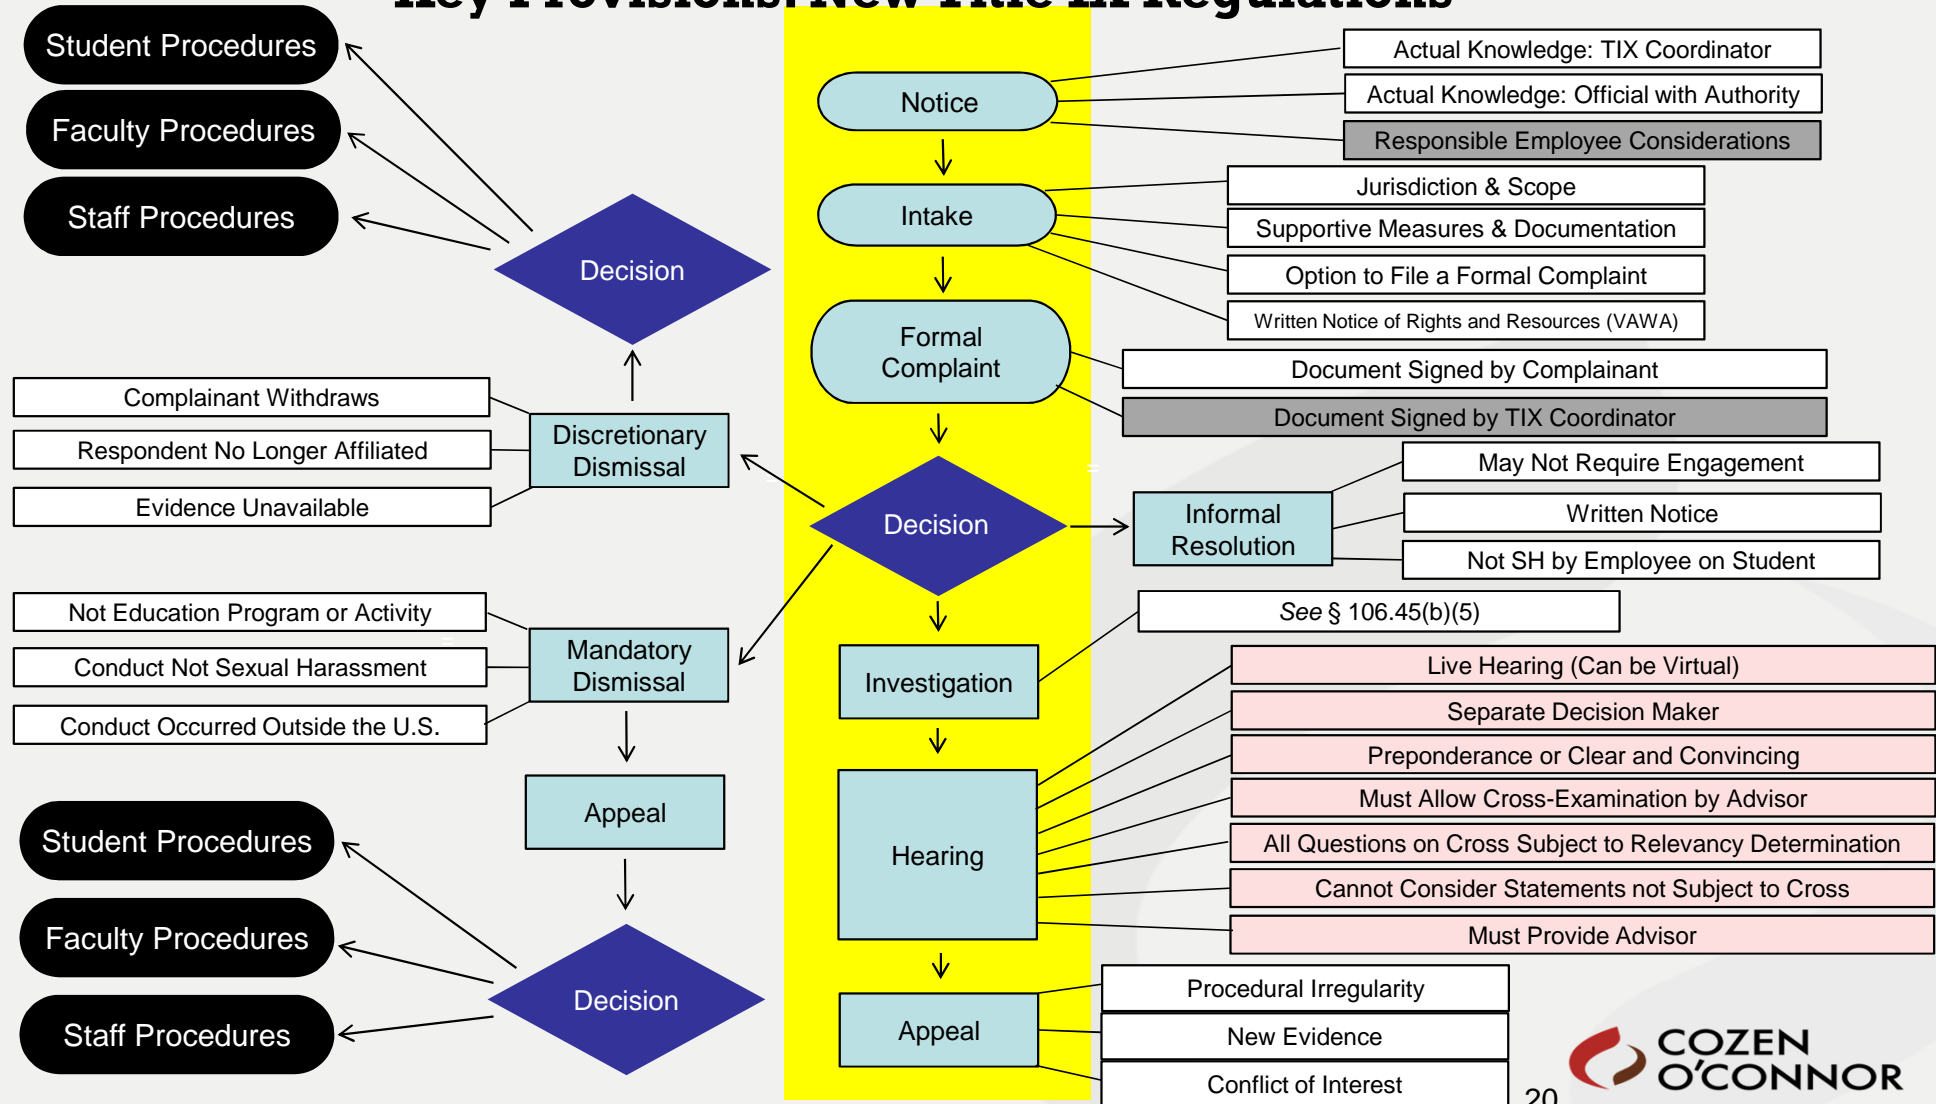 Key Provisions: New Title IX Regulations
Student Procedures
Faculty Procedures
Staff Procedures
Decision
Complainant Withdraws
Respondent No Longer Affiliated
Evidence Unavailable
Discretionary
Dismissal
Not Education Program or Activity
Conduct Not Sexual Harassment
Conduct Occurred Outside the U.S.
Mandatory
Dismissal
Appeal
Student Procedures
Faculty Procedures
Staff Procedures
Decision
Notice
Actual Knowledge: TIX Coordinator
Actual Knowledge: Official with Authority
Responsible Employee Considerations
Intake
Jurisdiction & Scope
Supportive Measures & Documentation
Option to File a Formal Complaint
Written Notice of Rights and Resources (VAWA)
Formal
Complaint
Document Signed by Complainant
Document Signed by TIX Coordinator
Decision
=
=
=
Informal
Resolution
May Not Require Engagement
Written Notice
Not SH by Employee on Student
Investigation
See § 106.45(b)(5)
Hearing
Live Hearing (Can be Virtual)
Separate Decision Maker
Preponderance or Clear and Convincing
Must Allow Cross-Examination by Advisor
All Questions on Cross Subject to Relevancy Determination
Cannot Consider Statements not Subject to Cross
Must Provide Advisor
Appeal
Procedural Irregularity
New Evidence
Conflict of Interest
20
COZEN
O'CONNOR